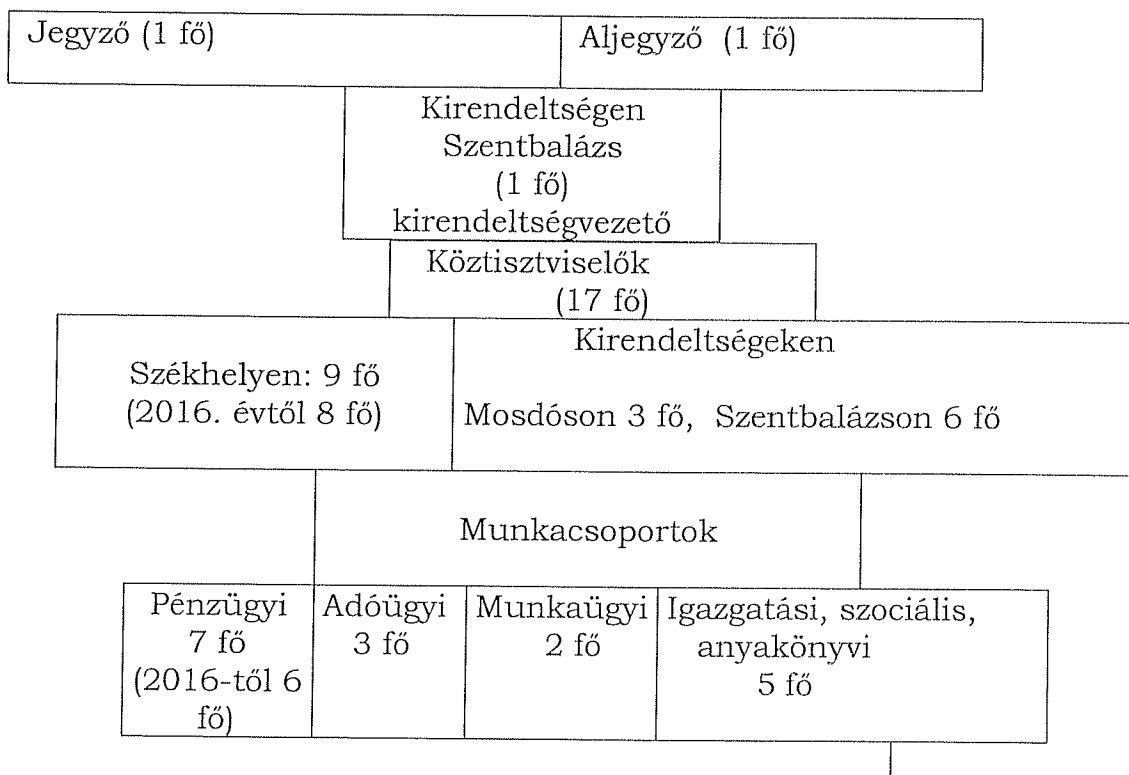 Jegyző (1 fő)
Aljegyző (1 fő)
Kirendeltségen
Szentbalázs
(1 fő)
kirendeltségvezető
Köztisztviselők
(17 fő)
Székhelyen: 9 fő
(2016. évtől 8 fő)
Kirendeltségeken
Mosdóson 3 fő, Szentbalázson 6 fő
Munkacsoportok
Pénzügyi
7 fő
(2016-től 6
fő)
Adóügyi
3 fő
Munkaügyi
2 fő
Igazgatási, szociális,
anyakönyvi
5 fő